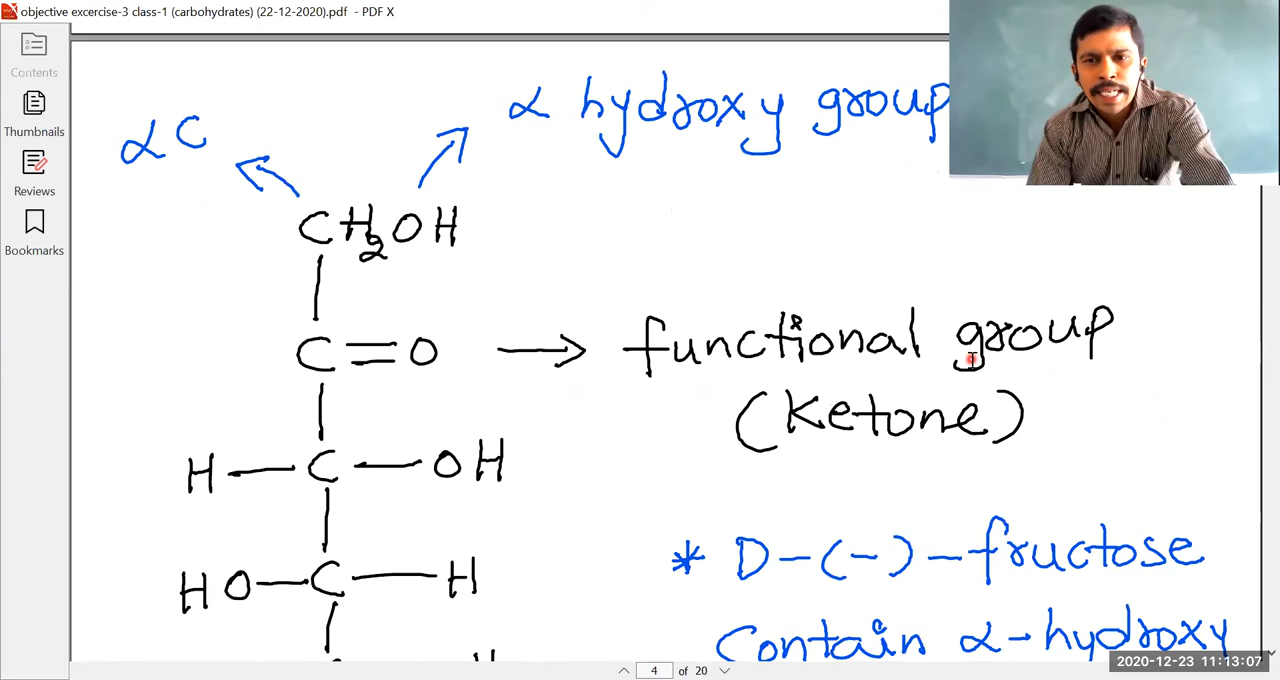 objective excercise-3 class-1 (carbohydrates) (22-12-2020).pdf - PDF X
Contents
Thumbnails
Reviews
Bookmarks
α C
α hydroxy group
CH2OH
C=O → functional group
(Ketone)
H—C—OH
HO—C—H
* D-(-)-fructose
Contain α-hydroxy
4 of 20
2020-12-23 11:13:07